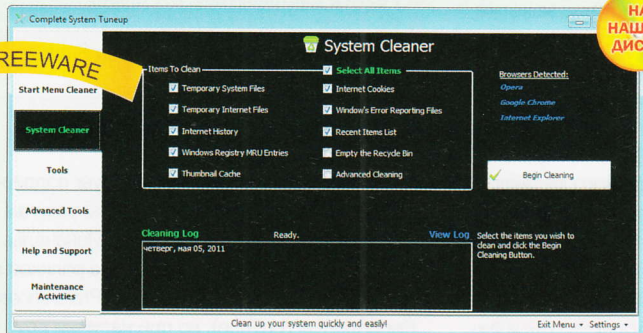 Complete System Tuneup
НА
НАШ
ДИС
FREEWARE
System Cleaner
Items To Clean
Select All Items
Temporary System Files
Internet Cookies
Temporary Internet Files
Window's Error Reporting Files
Internet History
Recent Items List
Windows Registry MRU Entries
Empty the Recycle Bin
Thumbnail Cache
Advanced Cleaning
Browsers Detected:
Opera
Google Chrome
Internet Explorer
Begin Cleaning
Start Menu Cleaner
System Cleaner
Tools
Advanced Tools
Help and Support
Maintenance
Activities
Cleaning Log Ready. View Log
четверг, мая 05, 2011
Select the items you wish to
clean and click the Begin
Cleaning Button.
Clean up your system quickly and easily!
Exit Menu Settings